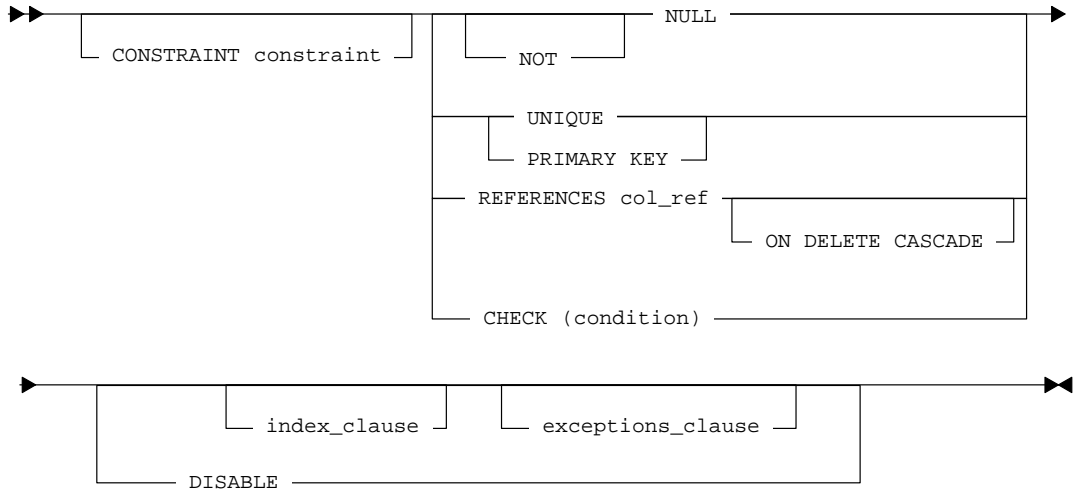 NULL
CONSTRAINT constraint
NOT
UNIQUE
PRIMARY KEY
REFERENCES col_ref
ON DELETE CASCADE
CHECK (condition)
index_clause exceptions_clause
DISABLE